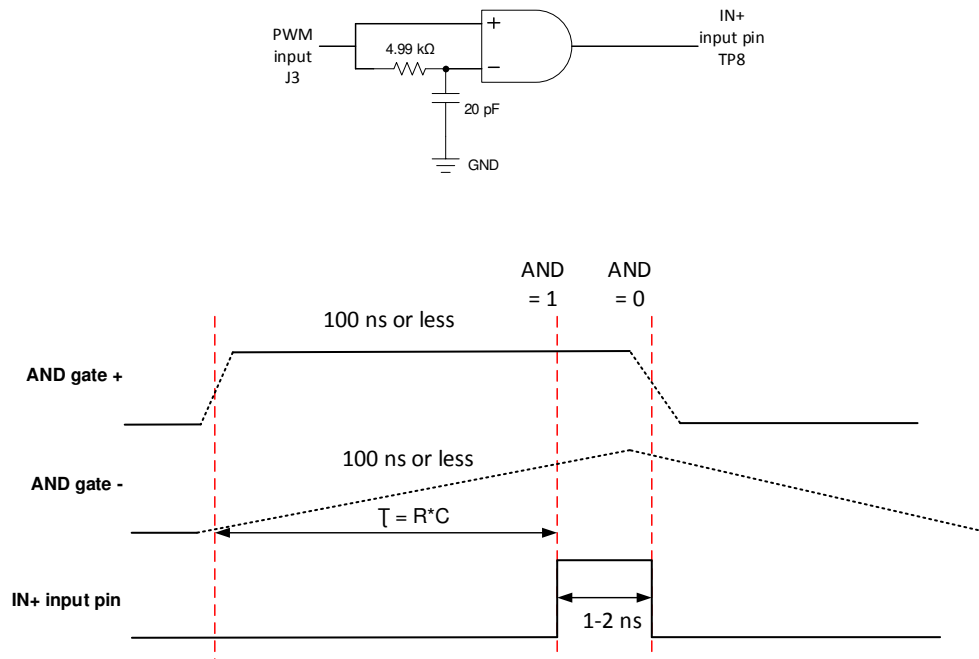 PWM
input
J3
4.99 kΩ
+
−
20 pF
GND
IN+
input pin
TP8
AND
= 1
AND
= 0
100 ns or less
AND gate +
100 ns or less
AND gate -
Ʈ = R*C
IN+ input pin
1-2 ns